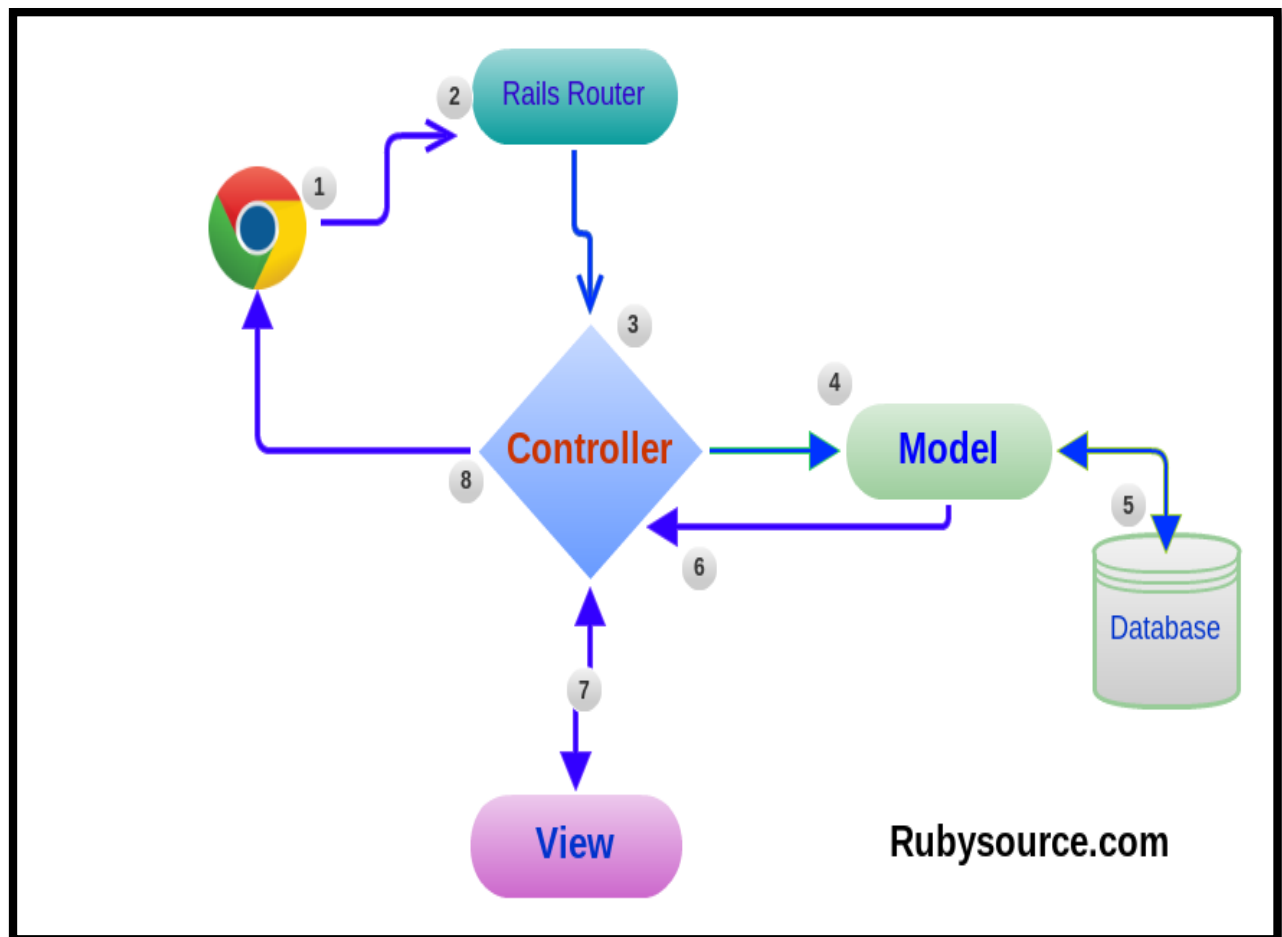 2
Rails Router
1
3
4
Controller
Model
8
5
6
Database
7
View
Rubysource.com